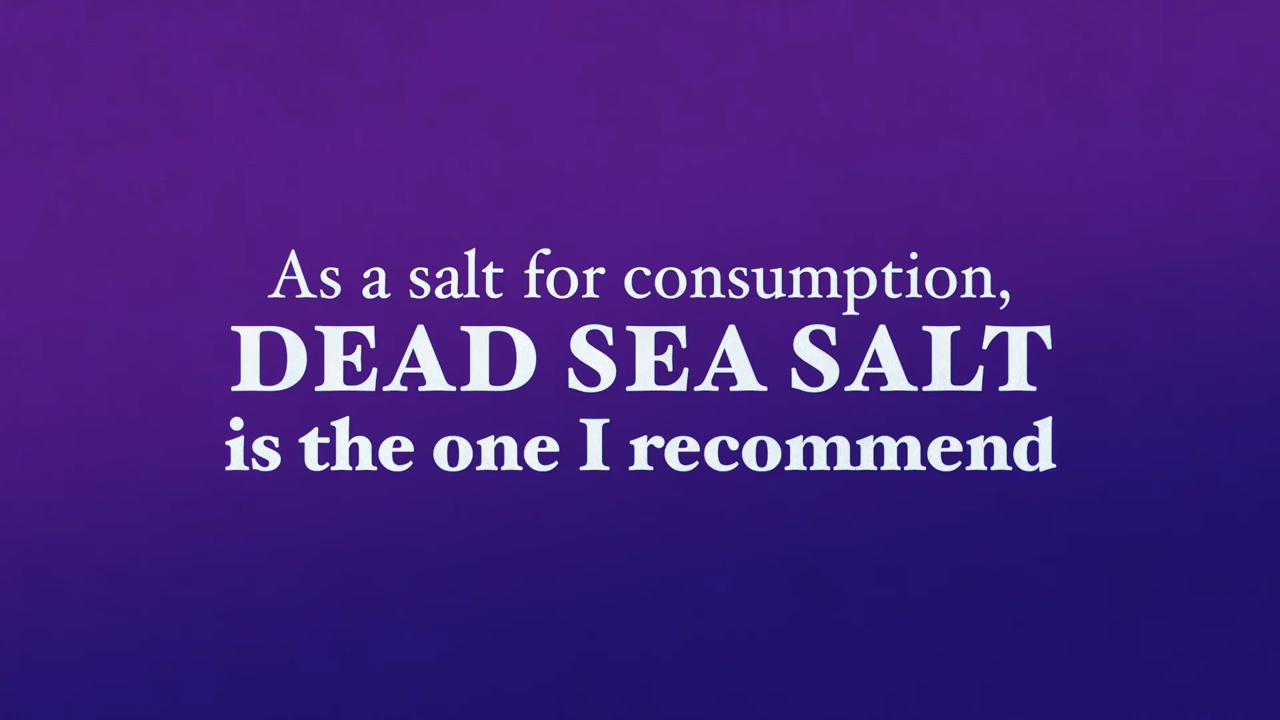 As a salt for consumption,
DEAD SEA SALT
is the one I recommend